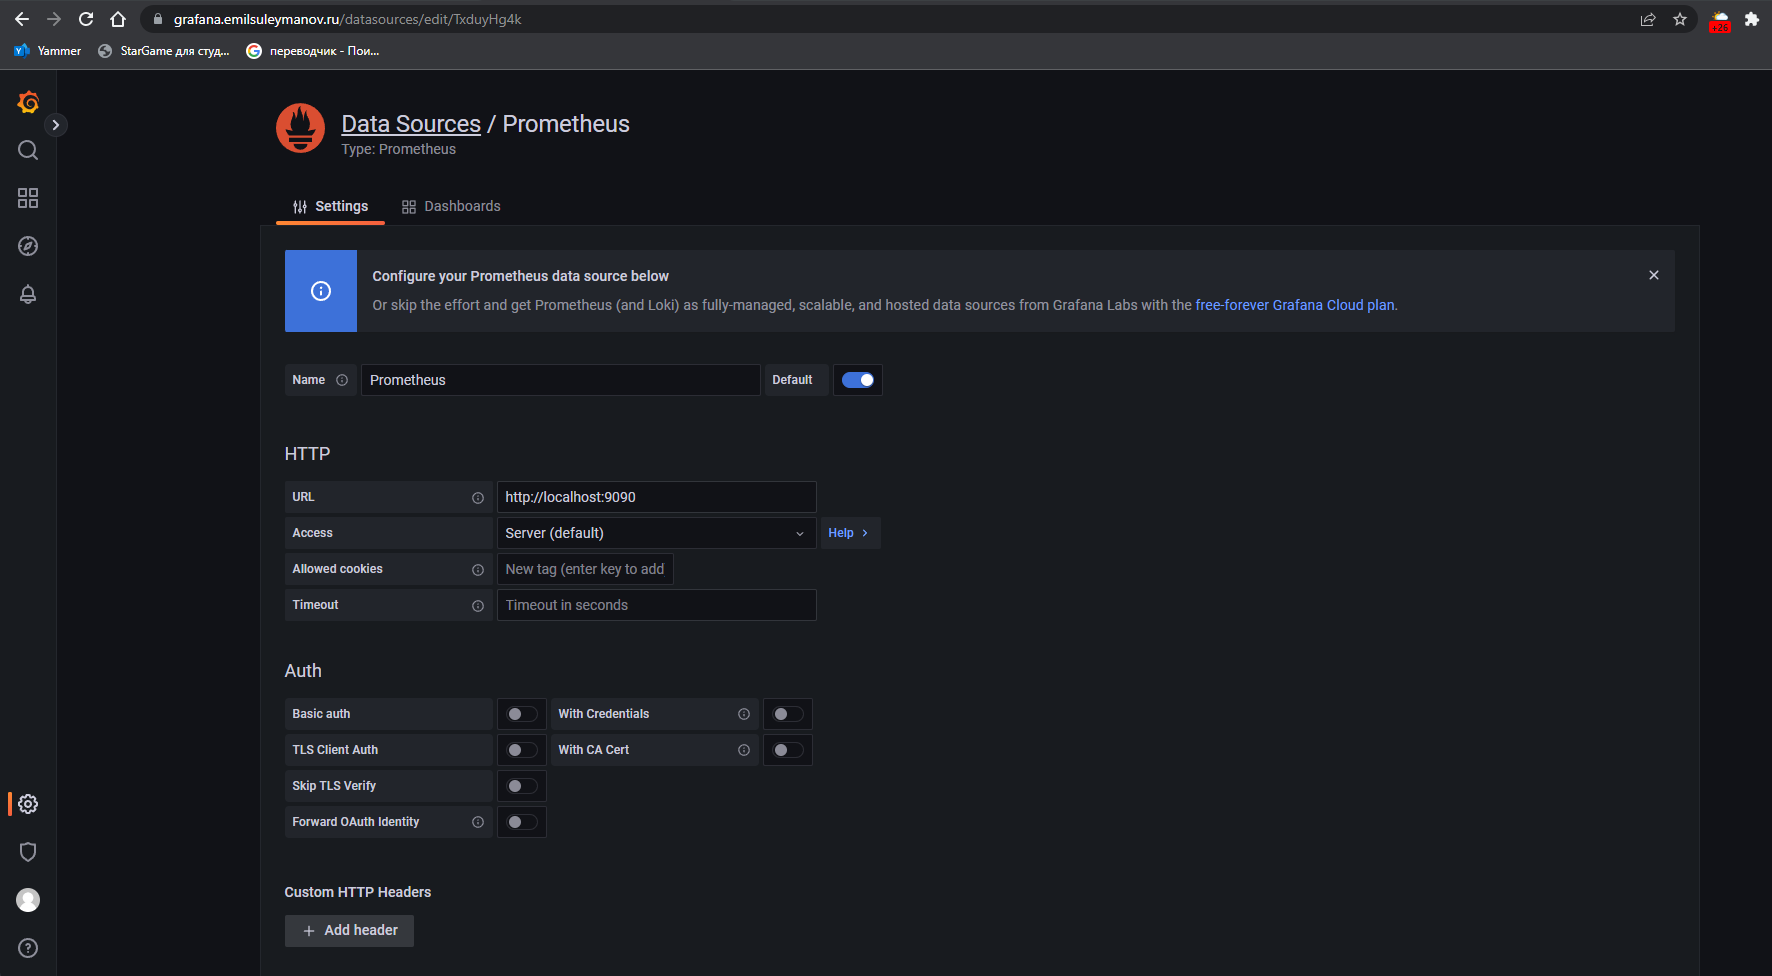 grafana.emilsuleymanov.ru/datasources/edit/TxduyHg4k
+26
Yammer StarGame для студ... переводчик - Пои...
Data Sources / Prometheus
Type: Prometheus
Settings Dashboards
Configure your Prometheus data source below
Or skip the effort and get Prometheus (and Loki) as fully-managed, scalable, and hosted data sources from Grafana Labs with the free-forever Grafana Cloud plan.
Name Prometheus Default
HTTP
URL http://localhost:9090
Access Server (default) Help
Allowed cookies New tag (enter key to add
Timeout Timeout in seconds
Auth
Basic auth With Credentials
TLS Client Auth With CA Cert
Skip TLS Verify
Forward OAuth Identity
Custom HTTP Headers
+ Add header